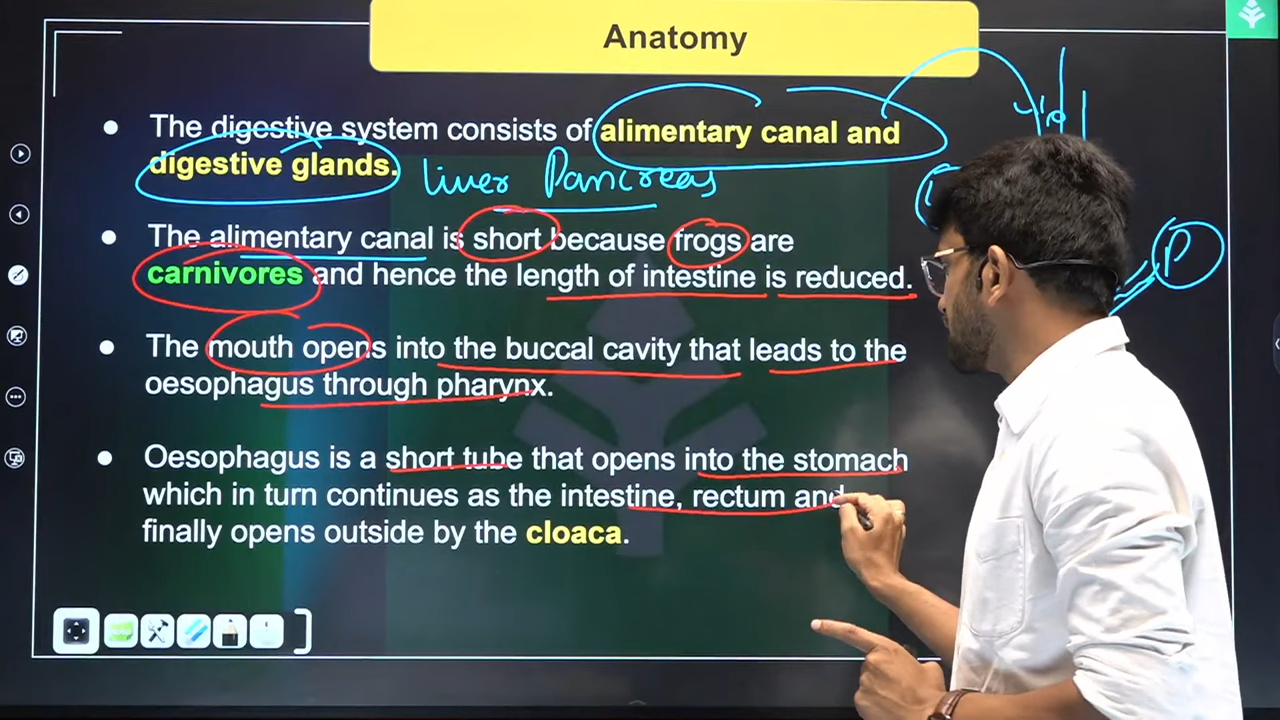 Anatomy
The digestive system consists of alimentary canal and
digestive glands.
liver Pancreas
The alimentary canal is short because frogs are
carnivores and hence the length of intestine is reduced.
P
The mouth opens into the buccal cavity that leads to the
oesophagus through pharynx.
Oesophagus is a short tube that opens into the stomach
which in turn continues as the intestine, rectum and
finally opens outside by the cloaca.